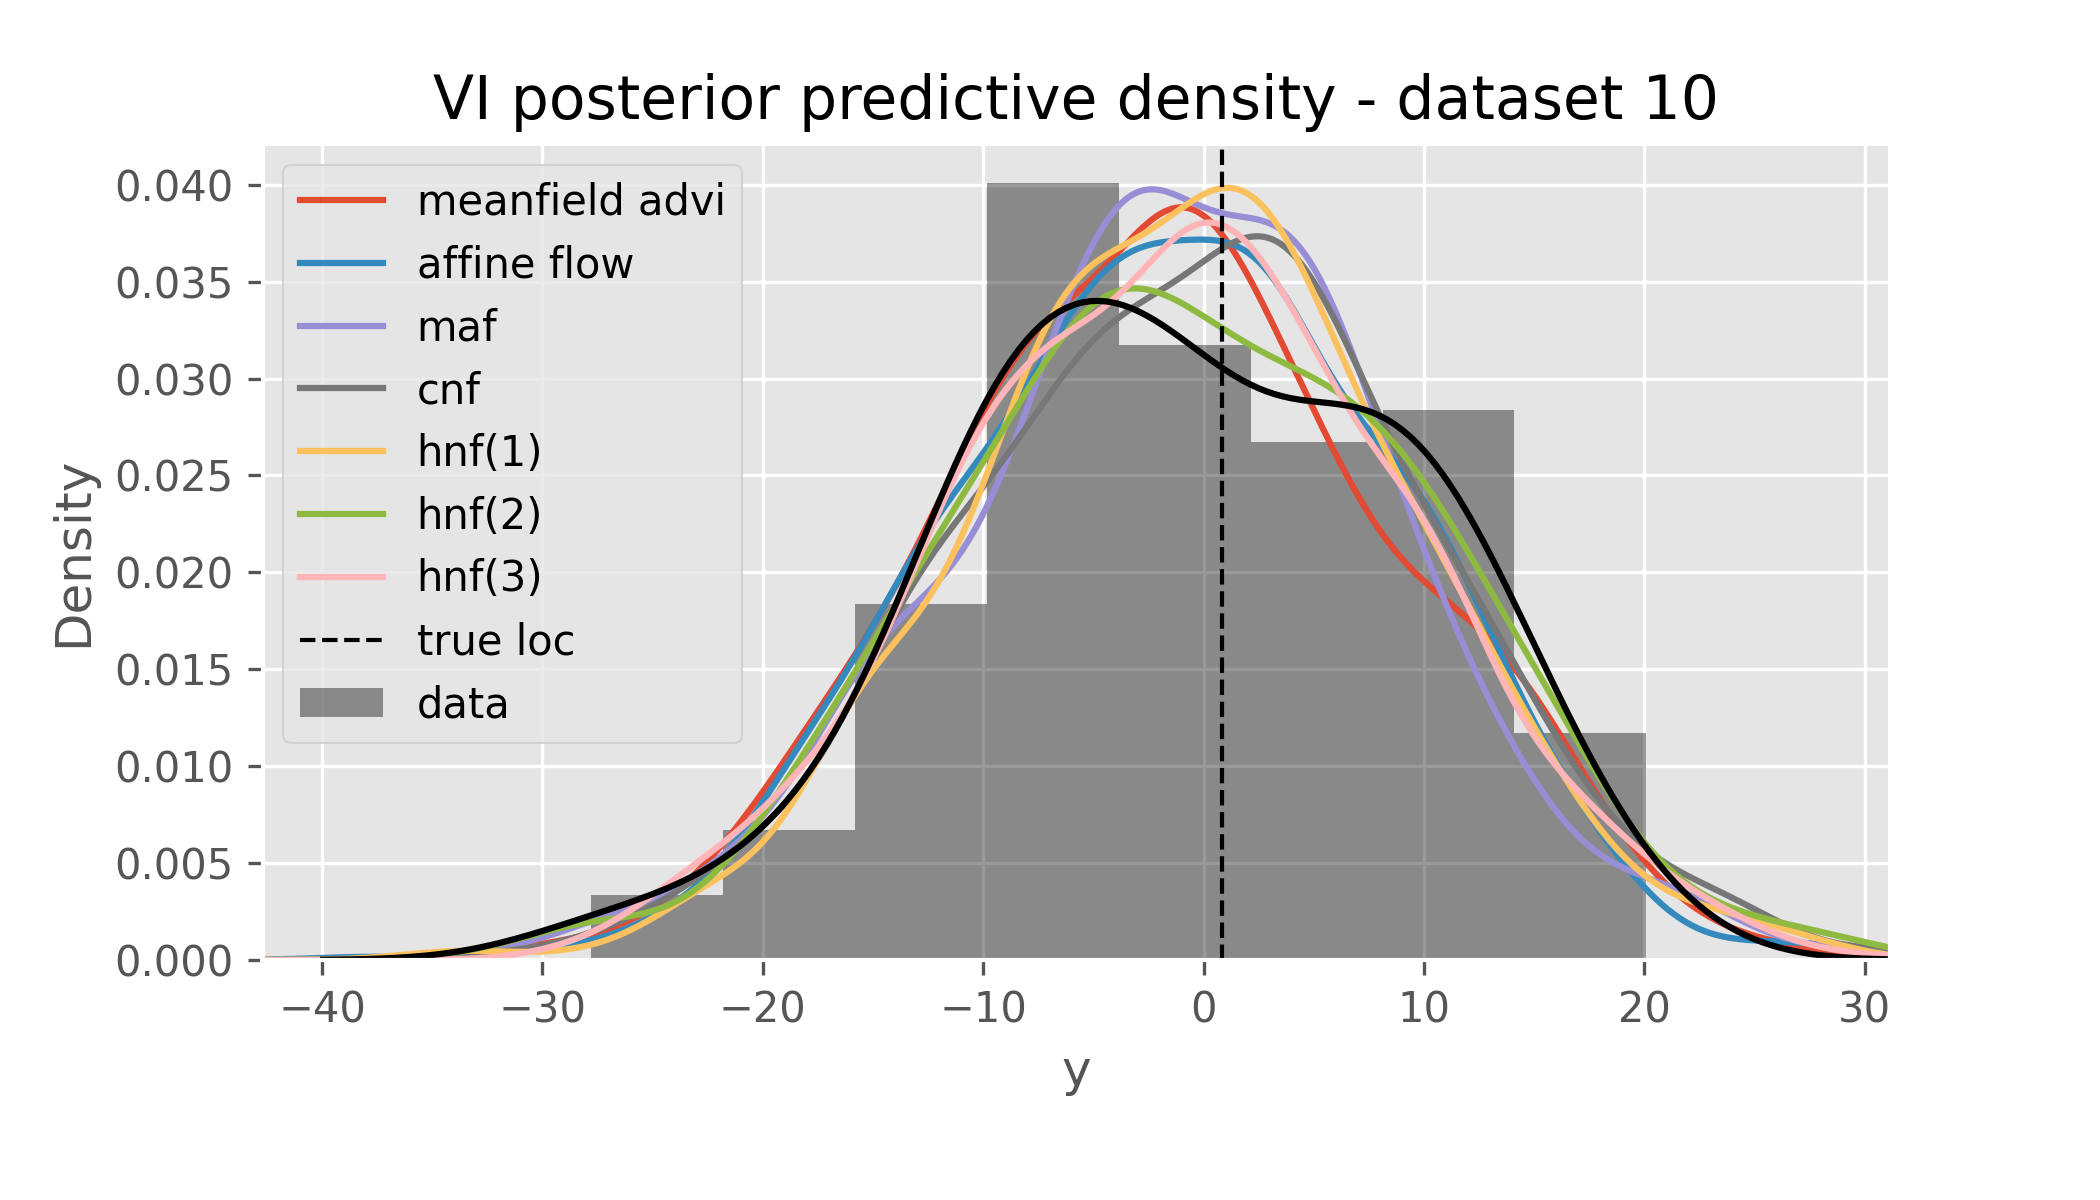 VI posterior predictive density - dataset 10
meanfield advi
affine flow
maf
cnf
hnf(1)
hnf(2)
hnf(3)
true loc
data
Density
0.040
0.035
0.030
0.025
0.020
0.015
0.010
0.005
0.000
−40 −30 −20 −10 0 10 20 30
y